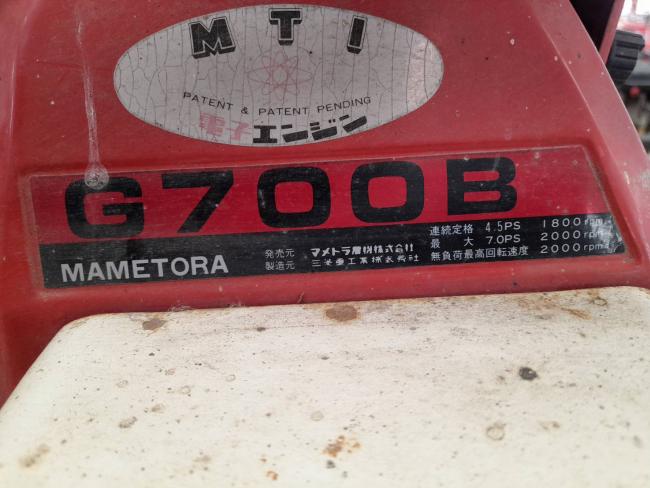 MTI
PATENT & PATENT PENDING
電子エンジン
G700B
MAMETORA
発売元 マメトラ農機株式会社
製造元 三菱重工業株式会社
連続定格 4.5PS 1800rpm
最大 7.0PS 2000rpm
無負荷最高回転速度 2000rpm